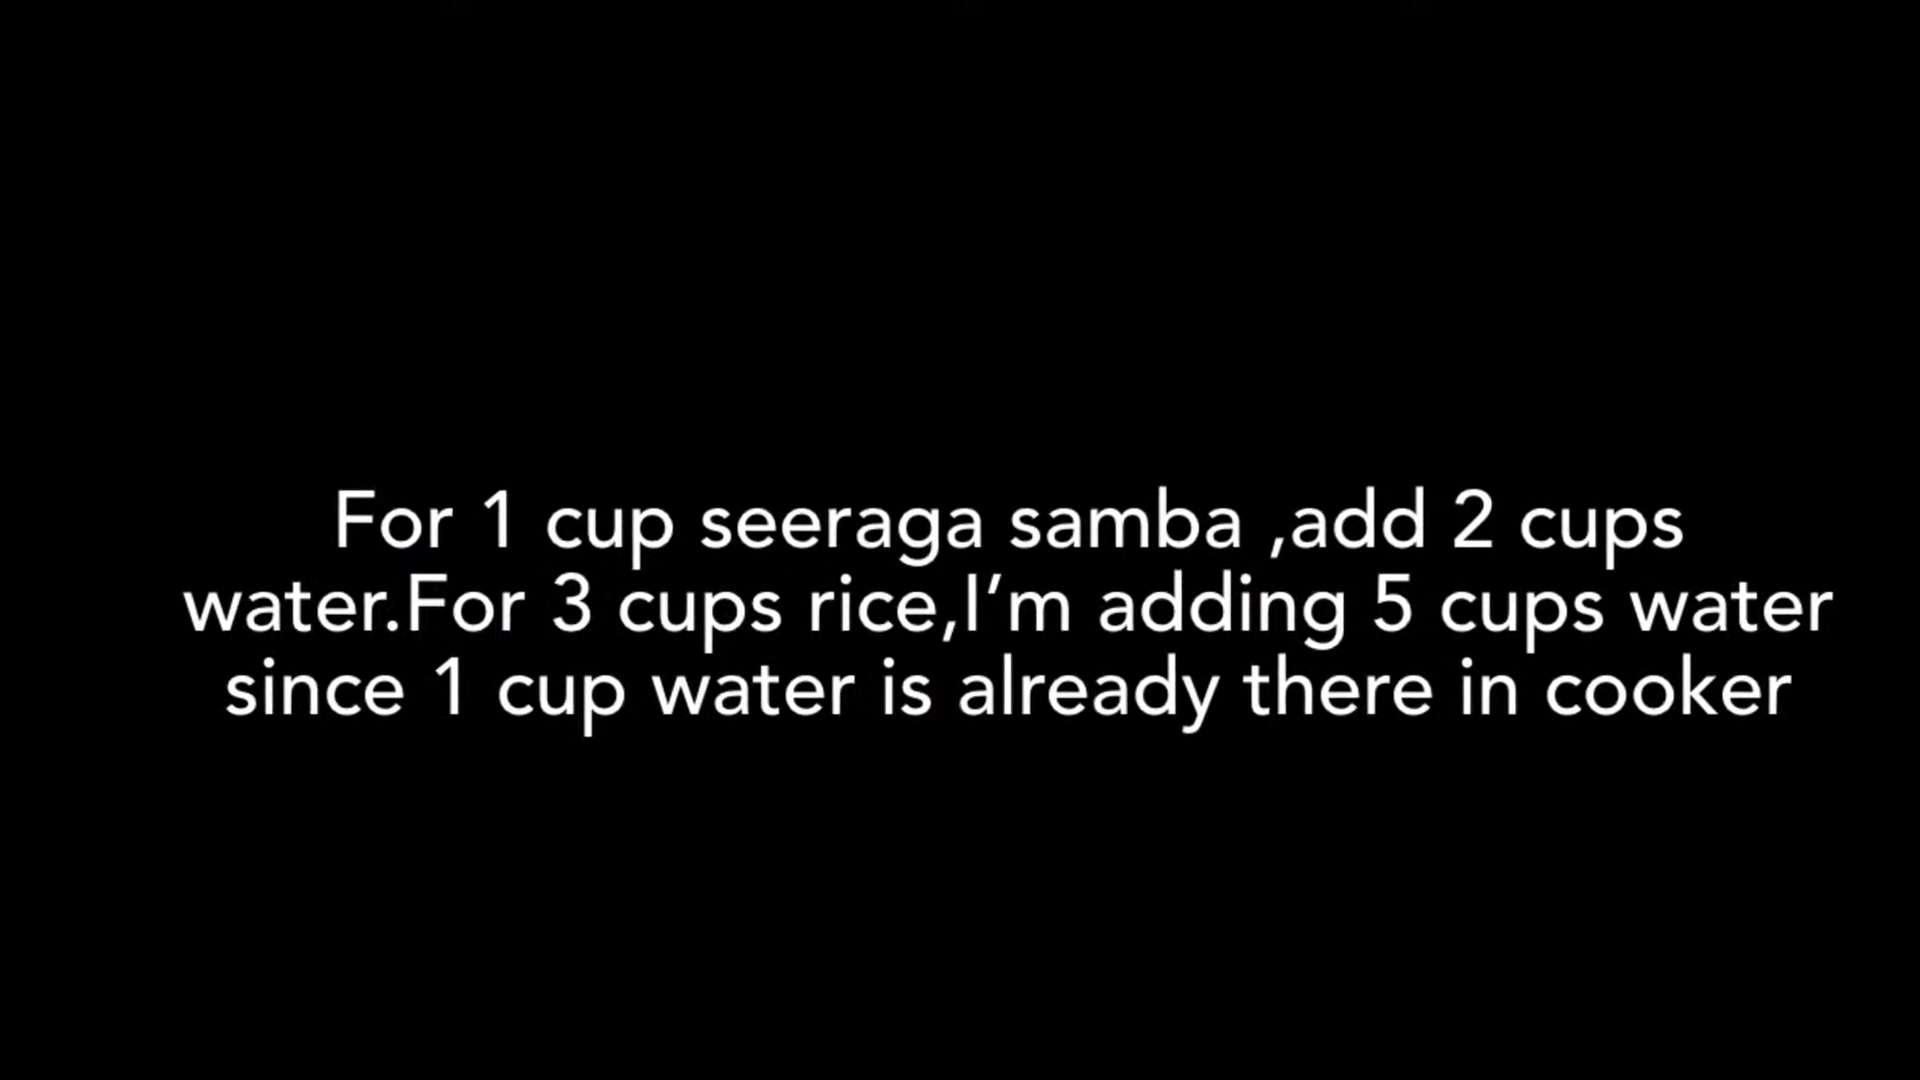 For 1 cup seeraga samba ,add 2 cups
water.For 3 cups rice,I’m adding 5 cups water
since 1 cup water is already there in cooker